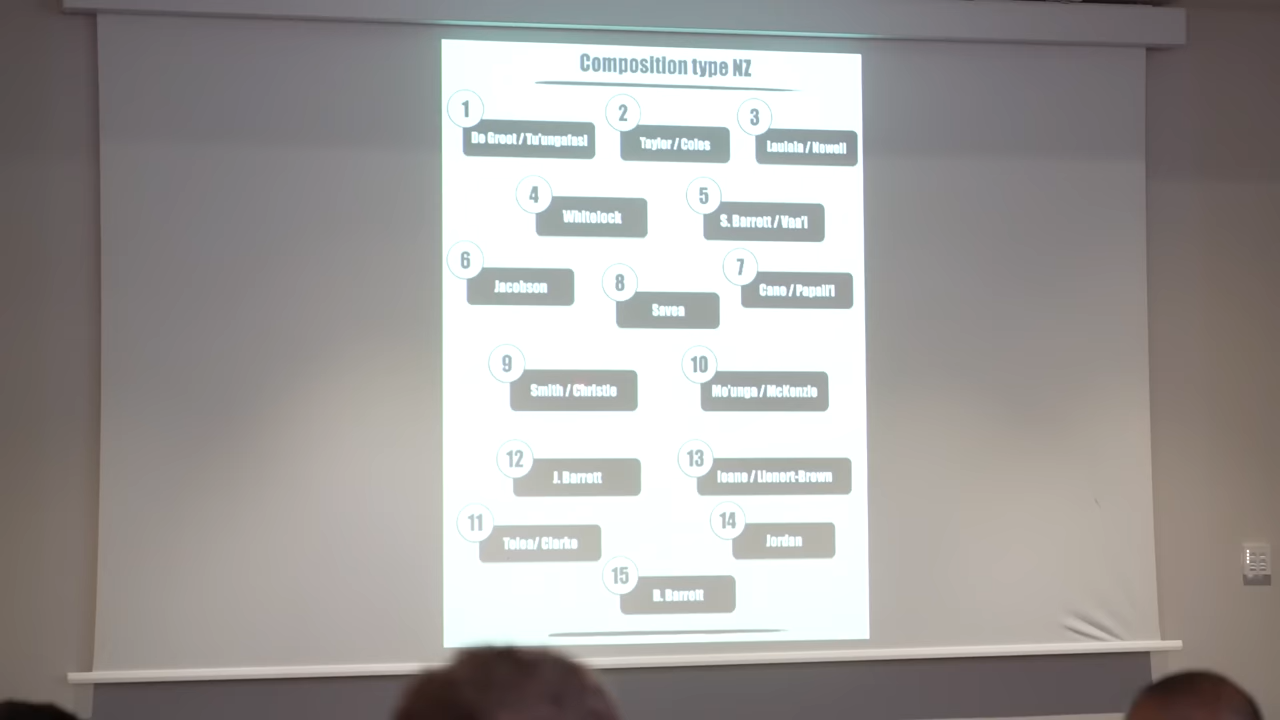 Composition type NZ
1
De Groot / Tu'ungafasi
2
Taylor / Coles
3
Laulala / Newell
4
Whitelock
5
S. Barrett / Vaa'i
6
Jacobson
7
Cane / Papali'i
8
Savea
9
Smith / Christie
10
Mo'unga / McKenzie
12
J. Barrett
13
Ioane / Lienert-Brown
11
Telea/ Clarke
14
Jordan
15
B. Barrett